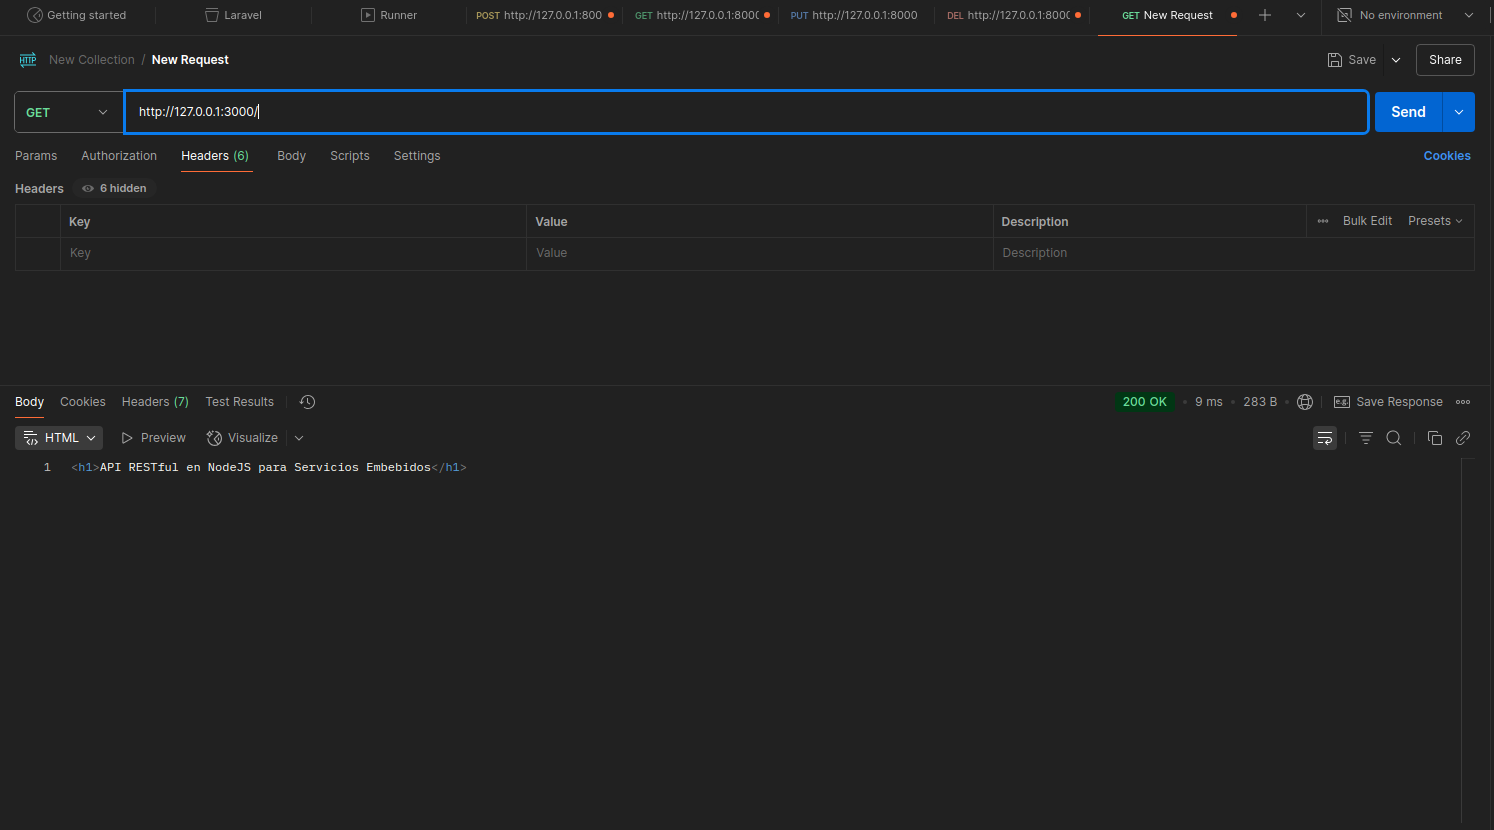 Getting started Laravel Runner POST http://127.0.0.1:800 GET http://127.0.0.1:800( PUT http://127.0.0.1:8000 DEL http://127.0.0.1:800( GET New Request No environment
HTTP New Collection / New Request Save Share
GET http://127.0.0.1:3000/ Send
Params Authorization Headers (6) Body Scripts Settings Cookies
Headers 6 hidden
Key Value Description Bulk Edit Presets
Key Value Description
Body Cookies Headers (7) Test Results 200 OK 9 ms 283 B e.g. Save Response
HTML Preview Visualize
1 <h1>API RESTful en NodeJS para Servicios Embebidos</h1>